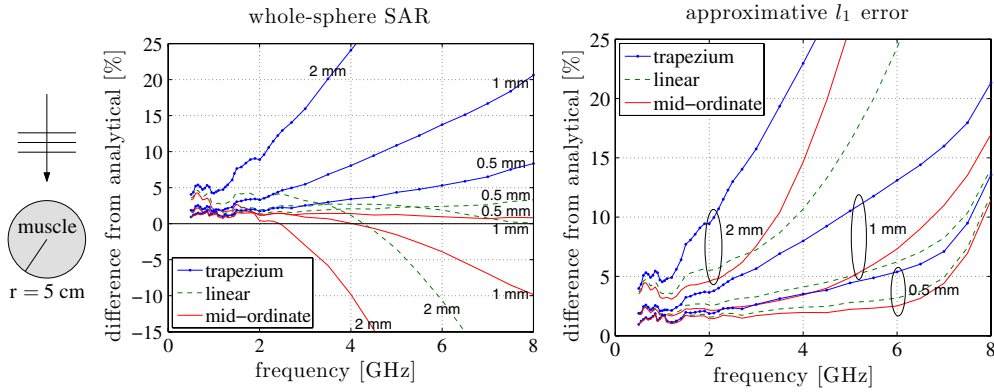 whole-sphere SAR
approximative l₁ error
muscle
r = 5 cm
difference from analytical [%]
25
20
15
10
5
0
−5
−10
−15
0
2
4
6
8
frequency [GHz]
2 mm
1 mm
0.5 mm
0.5 mm
0.5 mm
1 mm
1 mm
2 mm
2 mm
trapezium
linear
mid−ordinate
difference from analytical [%]
25
20
15
10
5
0
0
2
4
6
8
frequency [GHz]
trapezium
linear
mid−ordinate
2 mm
1 mm
0.5 mm